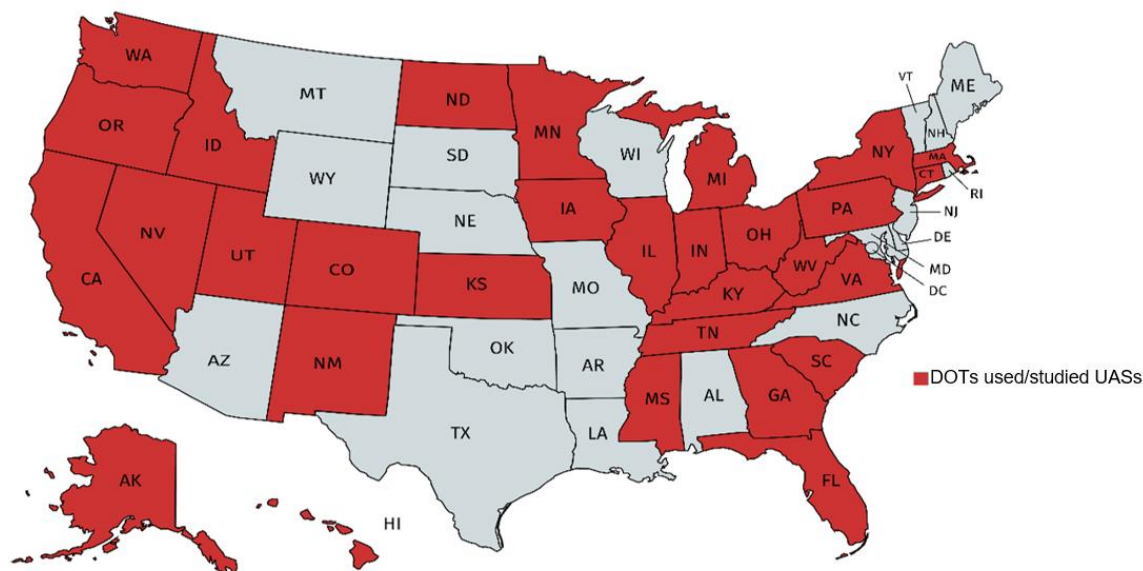 WA
OR
ID
MT
WY
NV
CA
UT
CO
AZ
NM
ND
SD
NE
KS
OK
TX
MN
IA
MO
AR
LA
WI
IL
MI
IN
OH
KY
TN
MS
AL
GA
FL
SC
NC
VA
WV
PA
NY
VT
NH
ME
MA
CT
RI
NJ
DE
MD
DC
DOTs used/studied UASs
AK
HI